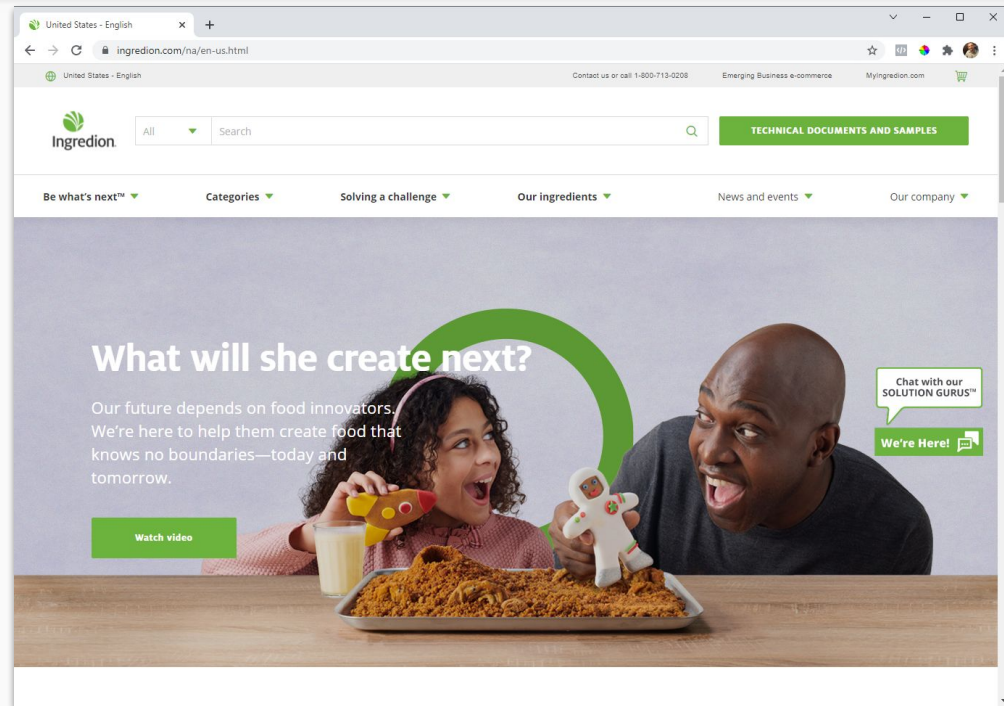 United States - English
ingredion.com/na/en-us.html
United States - English
Contact us or call 1-800-713-0208
Emerging Business e-commerce
MyIngredion.com
Ingredion.
All
Search
TECHNICAL DOCUMENTS AND SAMPLES
Be what's next™
Categories
Solving a challenge
Our ingredients
News and events
Our company
What will she create next?
Our future depends on food innovators.
We're here to help them create food that
knows no boundaries—today and
tomorrow.
Watch video
Chat with our
SOLUTION GURUS™
We're Here!